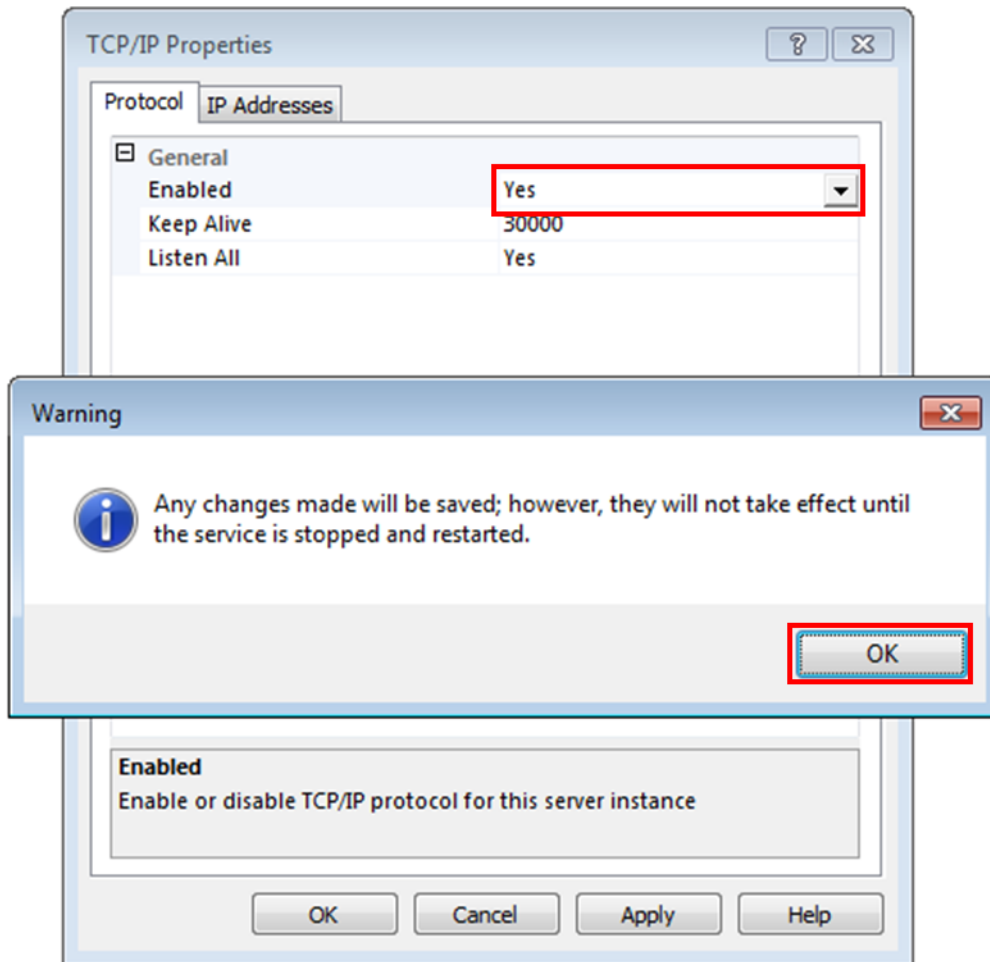 TCP/IP Properties
Protocol
IP Addresses
General
Enabled Yes
Keep Alive 30000
Listen All Yes
Warning
Any changes made will be saved; however, they will not take effect until
the service is stopped and restarted.
OK
Enabled
Enable or disable TCP/IP protocol for this server instance
OK Cancel Apply Help